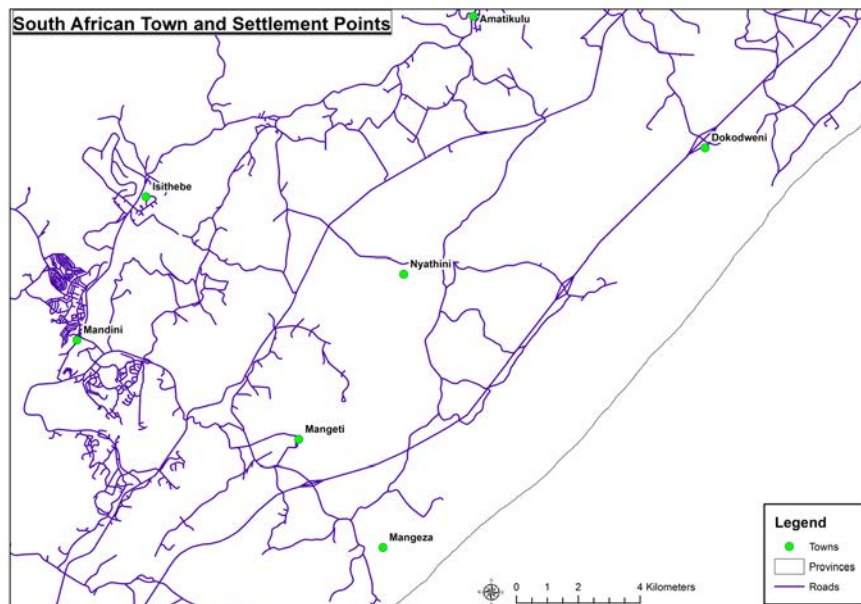 South African Town and Settlement Points
Amatikulu
Dokodweni
Isithebe
Nyathini
Mandini
Mangeti
Mangeza
Legend
Towns
Provinces
Roads
0 1 2 4 Kilometers